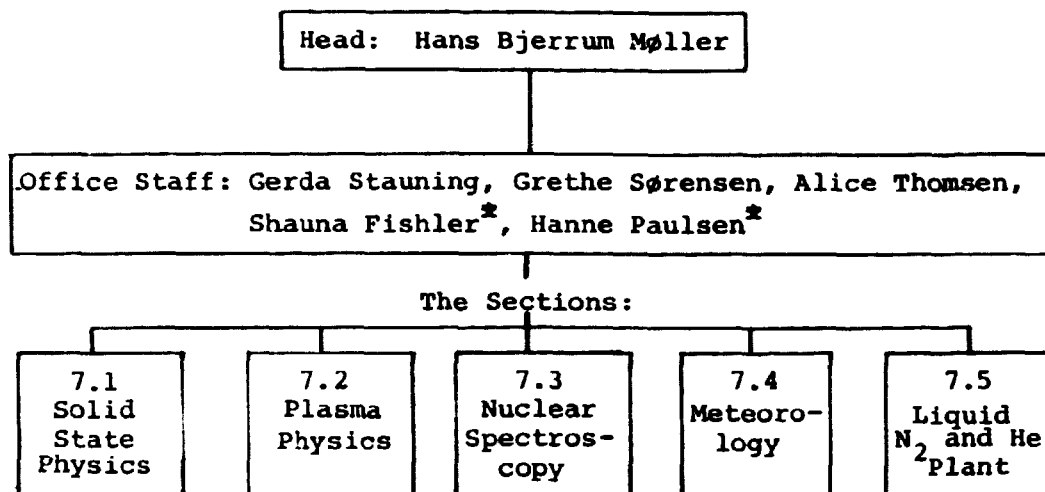 Head: Hans Bjerrum Møller
Office Staff: Gerda Stauning, Grethe Sørensen, Alice Thomsen,
Shauna Fishler*, Hanne Paulsen*
The Sections:
7.1
Solid
State
Physics
7.2
Plasma
Physics
7.3
Nuclear
Spectros-
copy
7.4
Meteoro-
logy
7.5
Liquid
N₂ and He
Plant